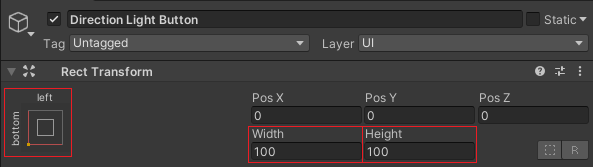 Direction Light Button Static
Tag Untagged Layer UI
Rect Transform
left
bottom
Pos X Pos Y Pos Z
0 0 0
Width Height
100 100 R